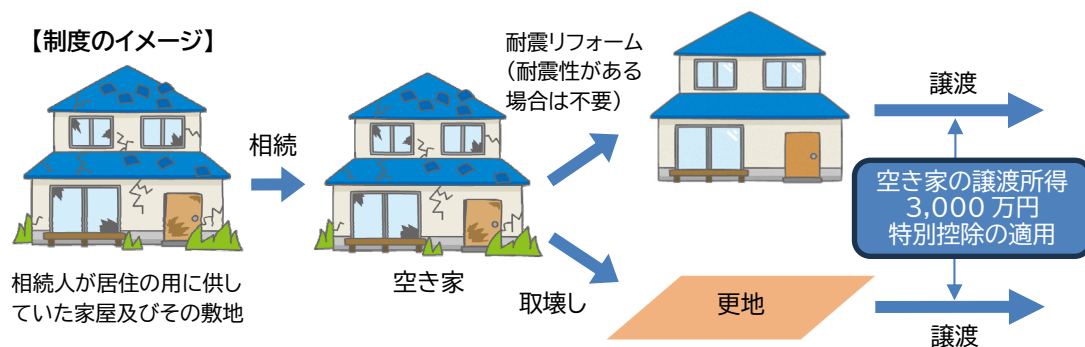 【制度のイメージ】
相続
耐震リフォーム
（耐震性がある
場合は不要）
譲渡
空き家の譲渡所得
3,000 万円
特別控除の適用
相続人が居住の用に供し
ていた家屋及びその敷地
空き家
取壊し
更地
譲渡